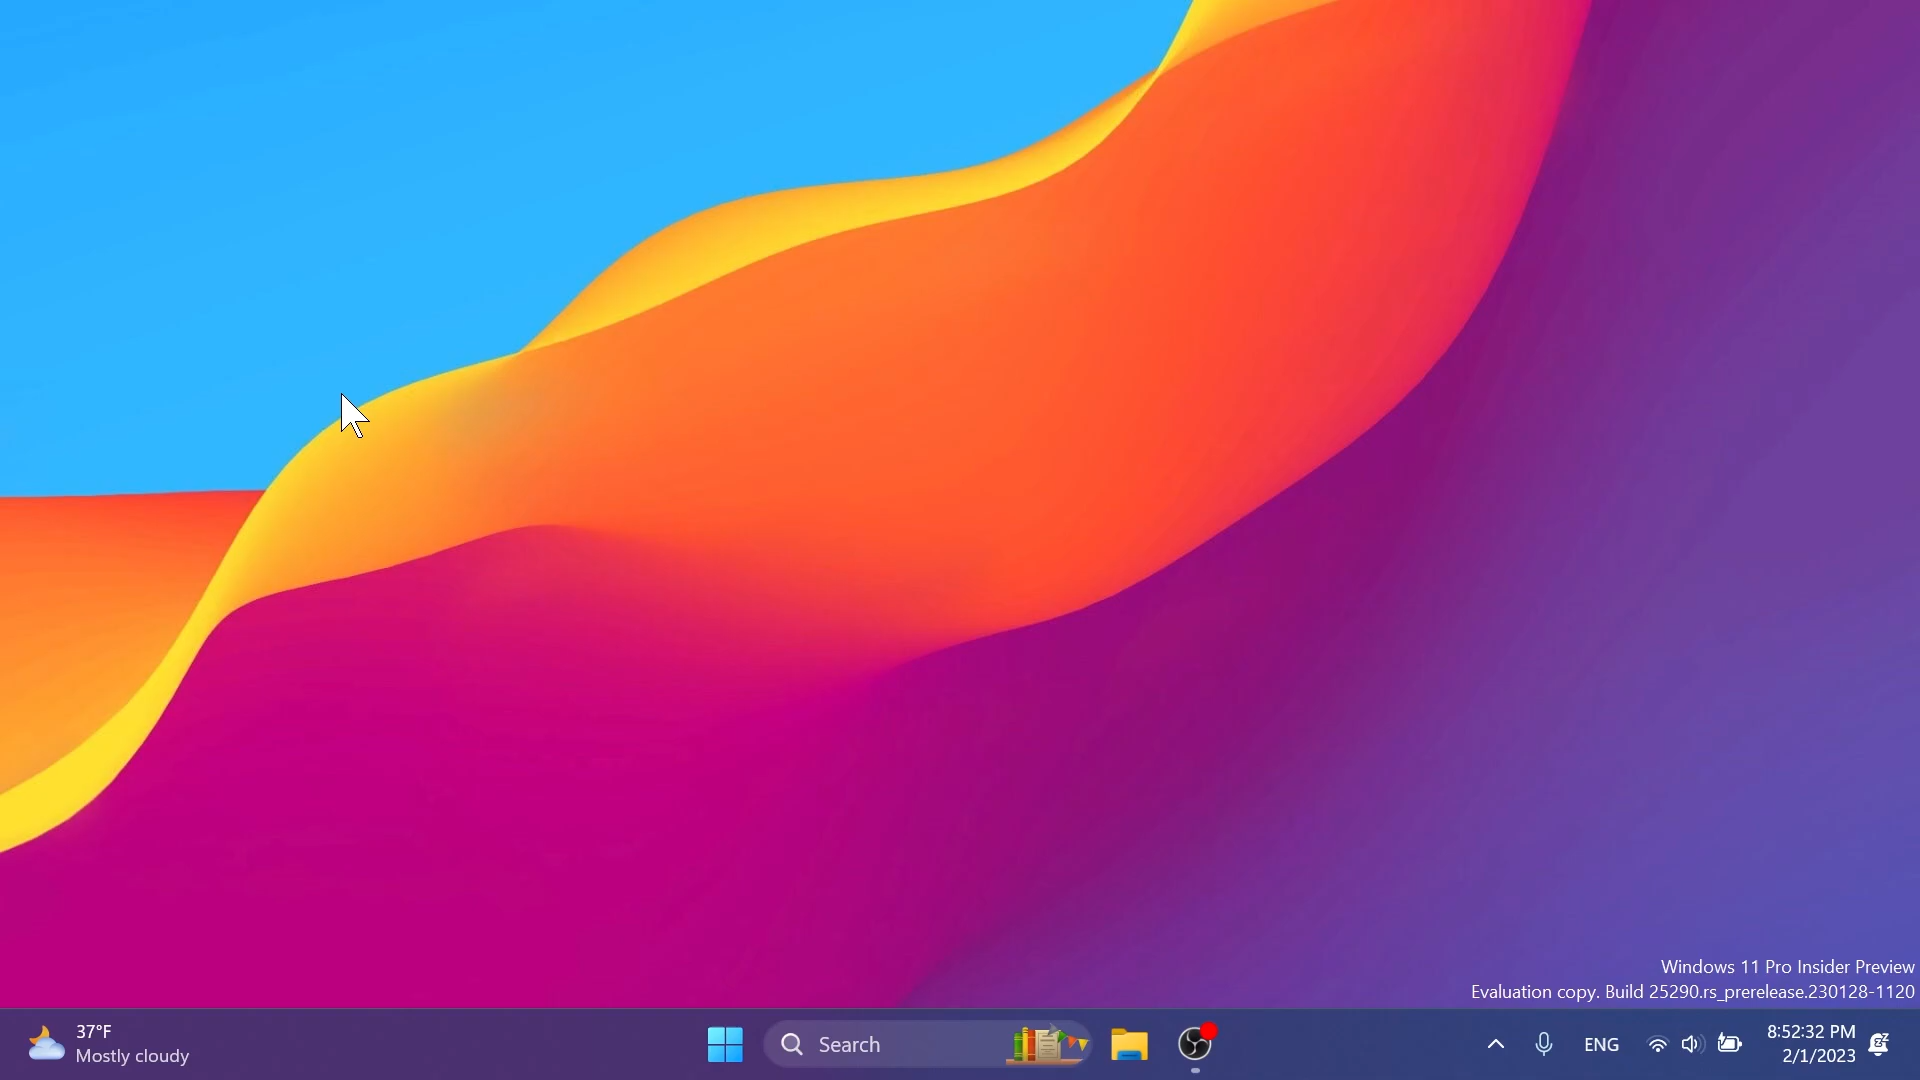 Windows 11 Pro Insider Preview
Evaluation copy. Build 25290.rs_prerelease.230128-1120
37°F
Mostly cloudy
Search
ENG
8:52:32 PM
2/1/2023